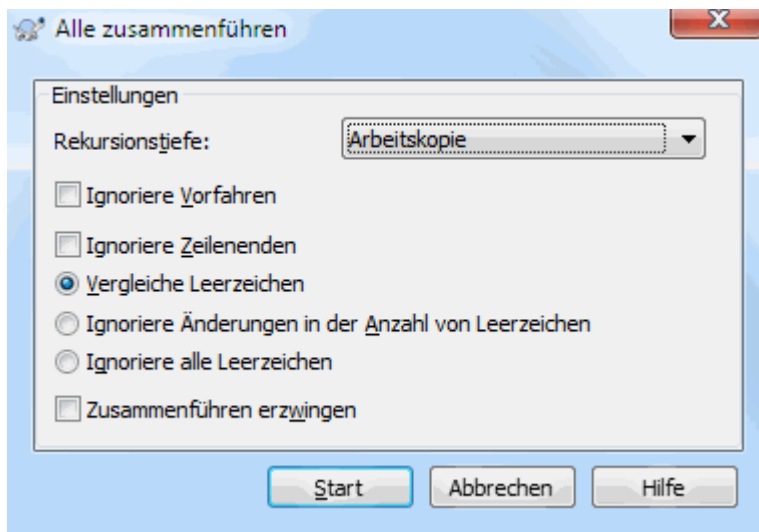 Alle zusammenführen
Einstellungen
Rekursionstiefe: Arbeitskopie
Ignoriere Vorfahren
Ignoriere Zeilenenden
Vergleiche Leerzeichen
Ignoriere Änderungen in der Anzahl von Leerzeichen
Ignoriere alle Leerzeichen
Zusammenführen erzwingen
Start Abbrechen Hilfe